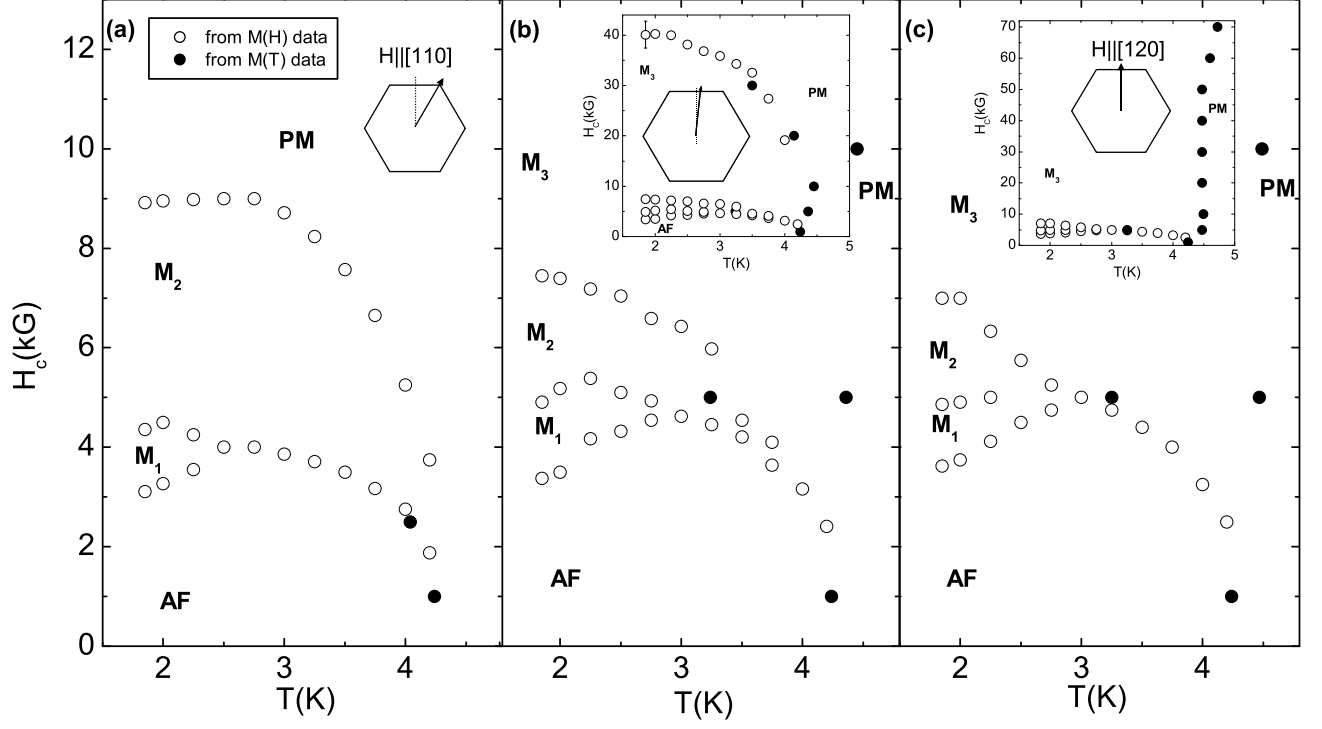 (a)
from M(H) data
from M(T) data
H||[110]
PM
M2
M1
AF
Hc(kG)
12
10
8
6
4
2
0
2 3 4
T(K)
(b)
M3
PM
M2
M1
AF
2 3 4
T(K)
Hc(kG)
40
30
20
10
0
M3
PM
AF
2 3 4 5
T(K)
(c)
M3
PM
M2
M1
AF
2 3 4
T(K)
H||[120]
Hc(kG)
70
60
50
40
30
20
10
0
M3
PM
2 3 4 5
T(K)